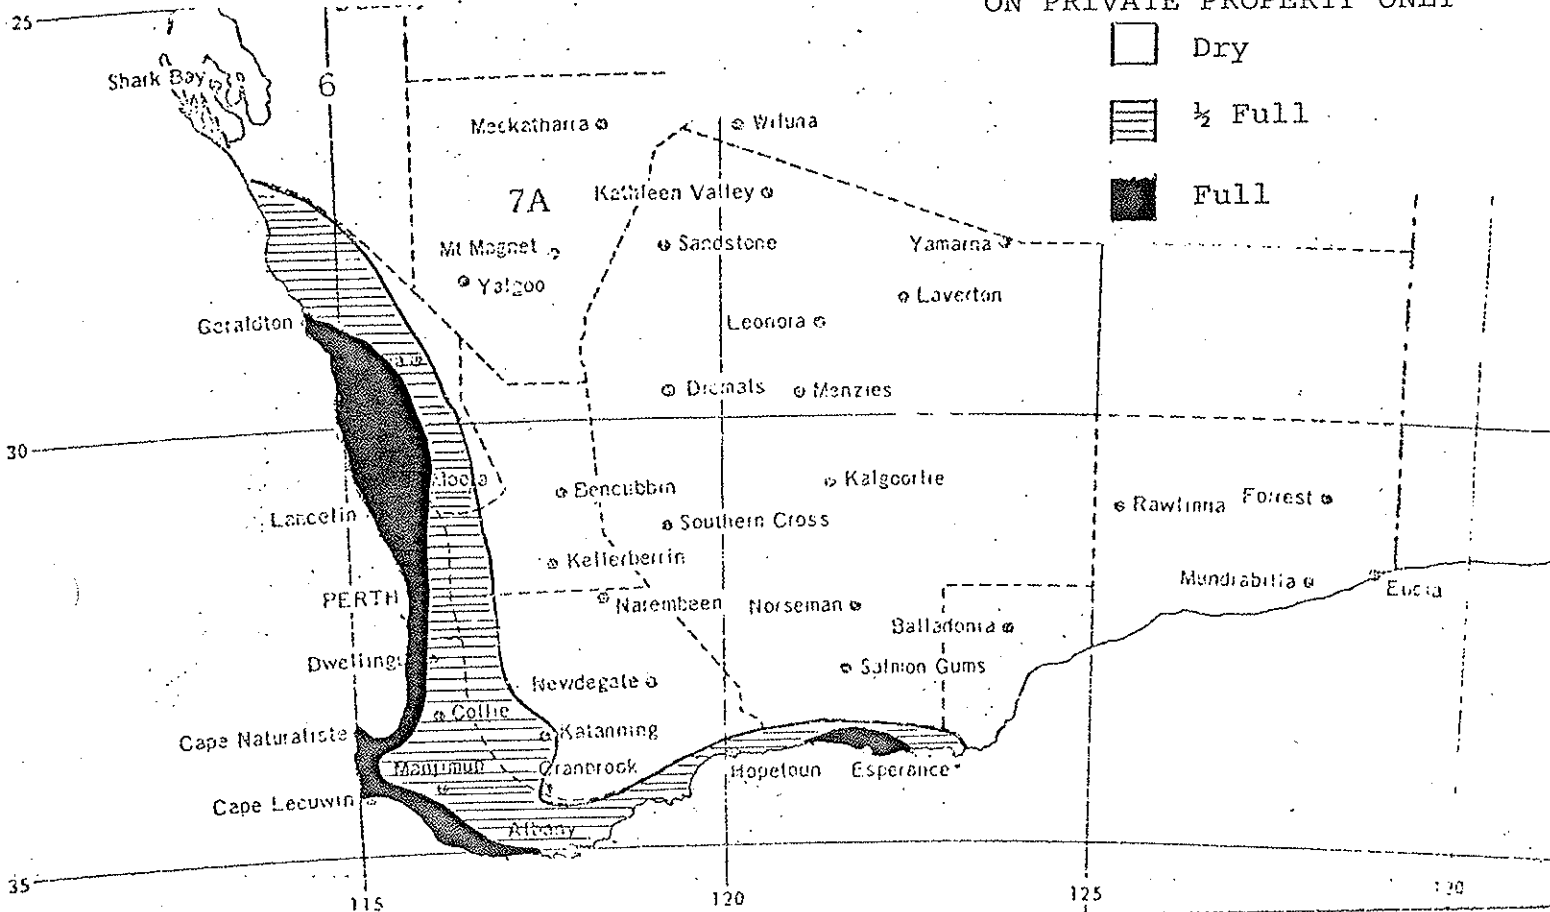 ON PRIVATE PROPERTY ONLY
25
Dry
6
Shark Bay
½ Full
Meekatharra
Wiluna
7A
Kathleen Valley
Full
Mt Magnet
Sandstone
Yamarna
Yalgoo
Laverton
Geraldton
Leonora
Diemals
Menzies
30
Bencubbin
Kalgoorlie
Rawlinna
Forrest
Lancelin
Southern Cross
Kellerberrin
PERTH
Narembeen
Norseman
Mundrabilla
Eucla
Balladonia
Dwelling
Salmon Gums
Newdegate
Collie
Cape Naturaliste
Katanning
Manjimup
Cranbrook
Hopetoun
Esperance
Cape Leeuwin
Albany
35
115
120
125